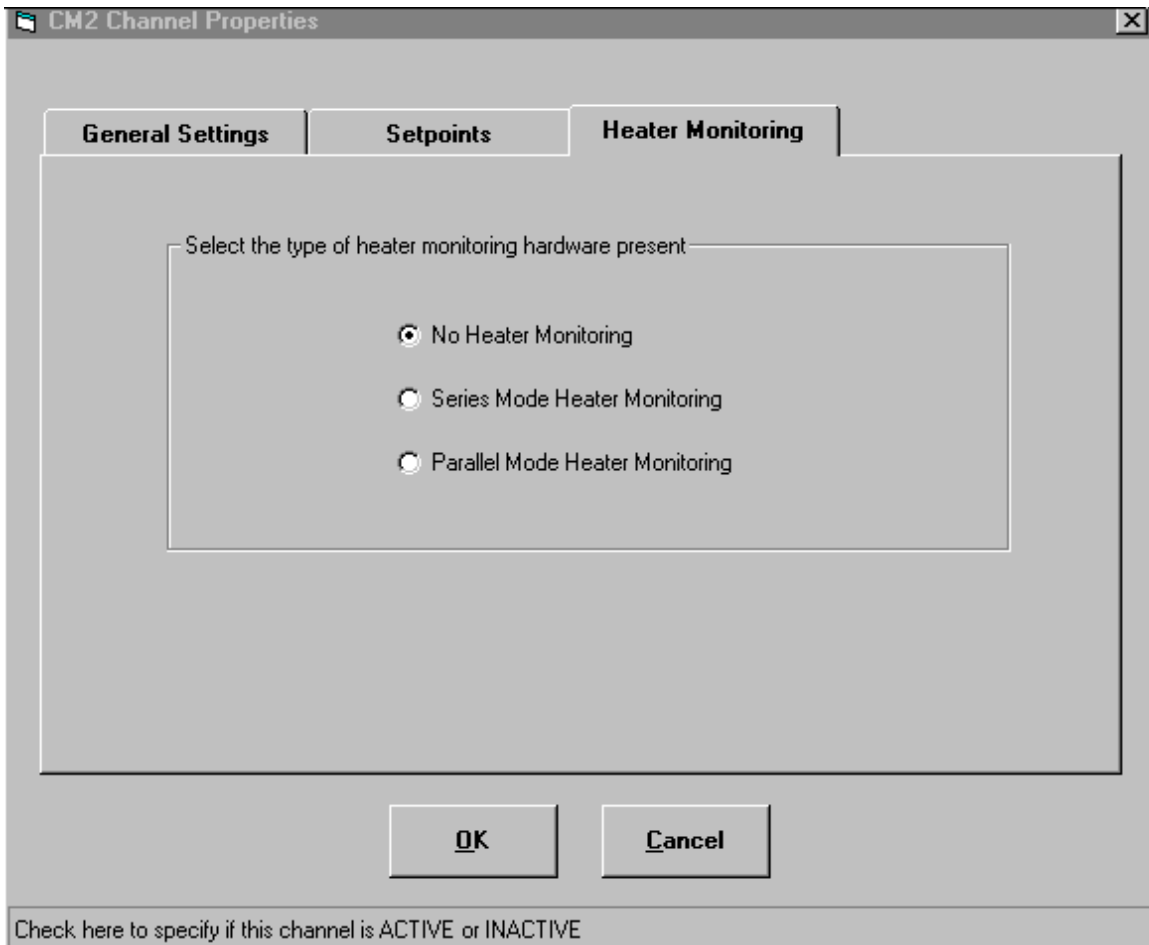 CM2 Channel Properties
General Settings
Setpoints
Heater Monitoring
Select the type of heater monitoring hardware present
No Heater Monitoring
Series Mode Heater Monitoring
Parallel Mode Heater Monitoring
OK
Cancel
Check here to specify if this channel is ACTIVE or INACTIVE